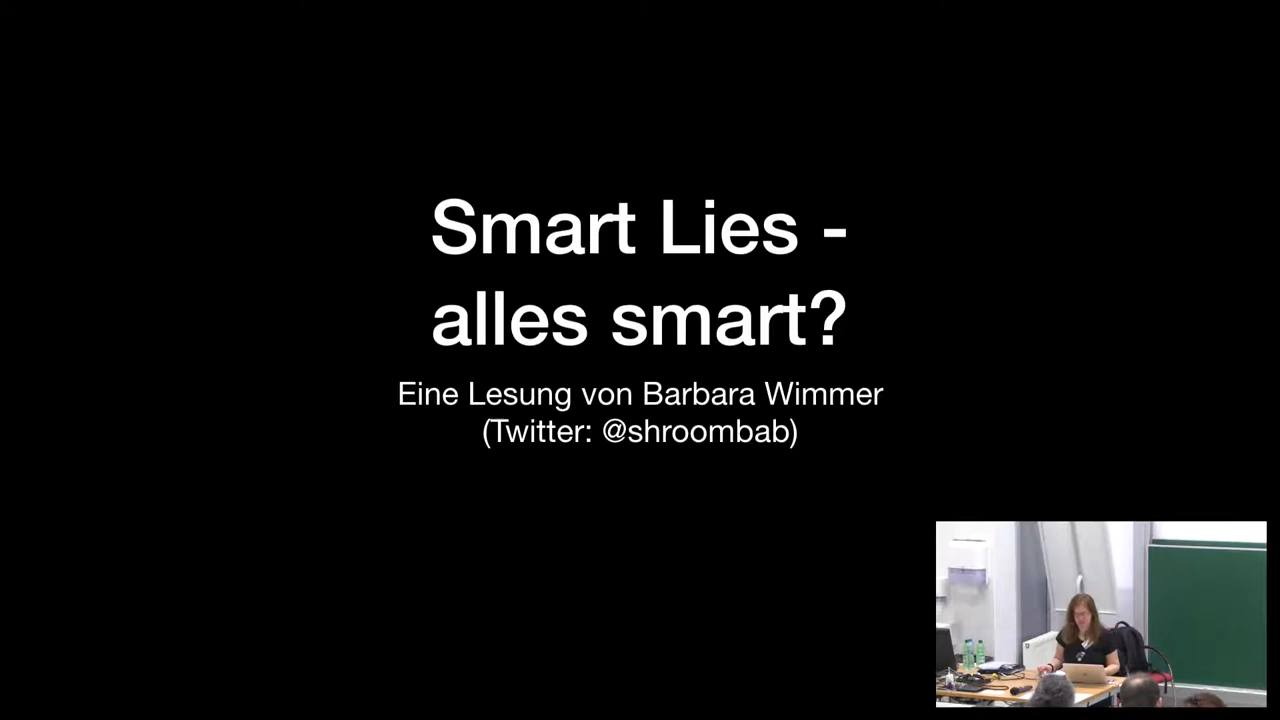 Smart Lies -
alles smart?
Eine Lesung von Barbara Wimmer
(Twitter: @shroombab)